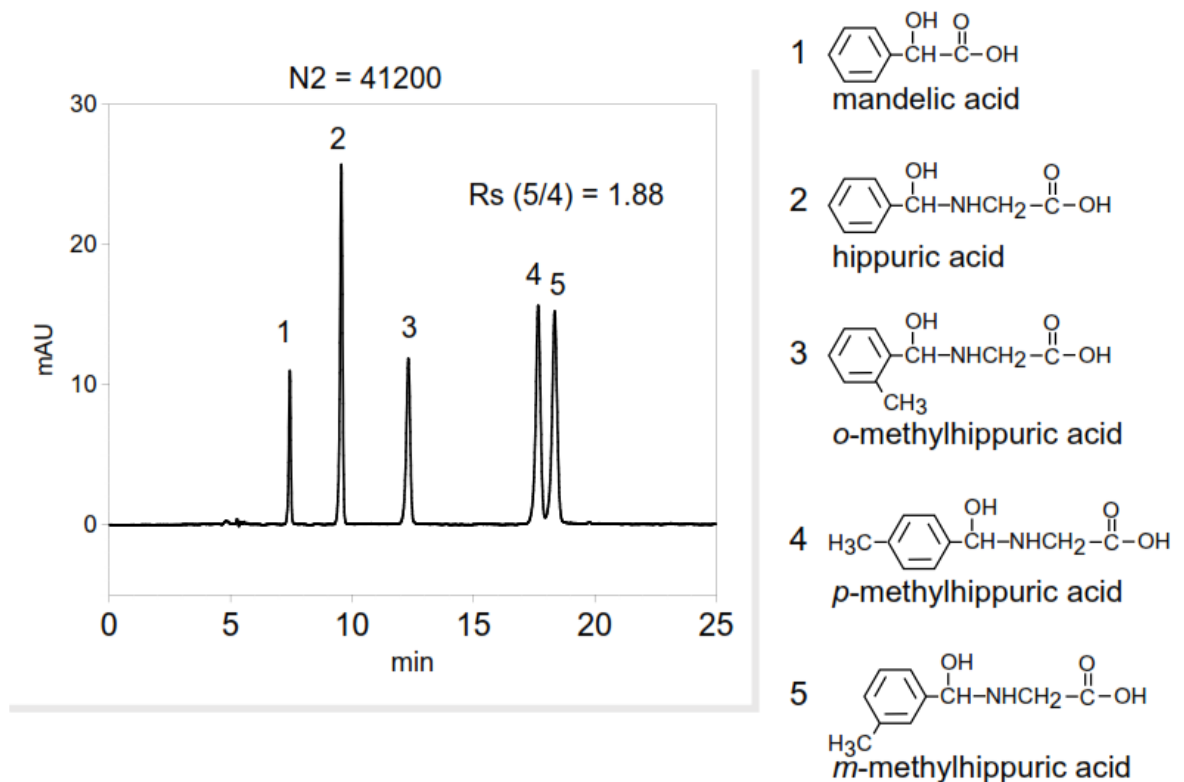 N2 = 41200
30
20
10
0
mAU
0 5 10 15 20 25
min
Rs (5/4) = 1.88
1
2
3
4
5
1
OH O
CH–C–OH
mandelic acid
2
OH O
CH–NHCH2–C–OH
hippuric acid
3
OH O
CH–NHCH2–C–OH
CH3
o-methylhippuric acid
4
OH O
H3C CH–NHCH2–C–OH
p-methylhippuric acid
5
OH O
CH–NHCH2–C–OH
H3C
m-methylhippuric acid